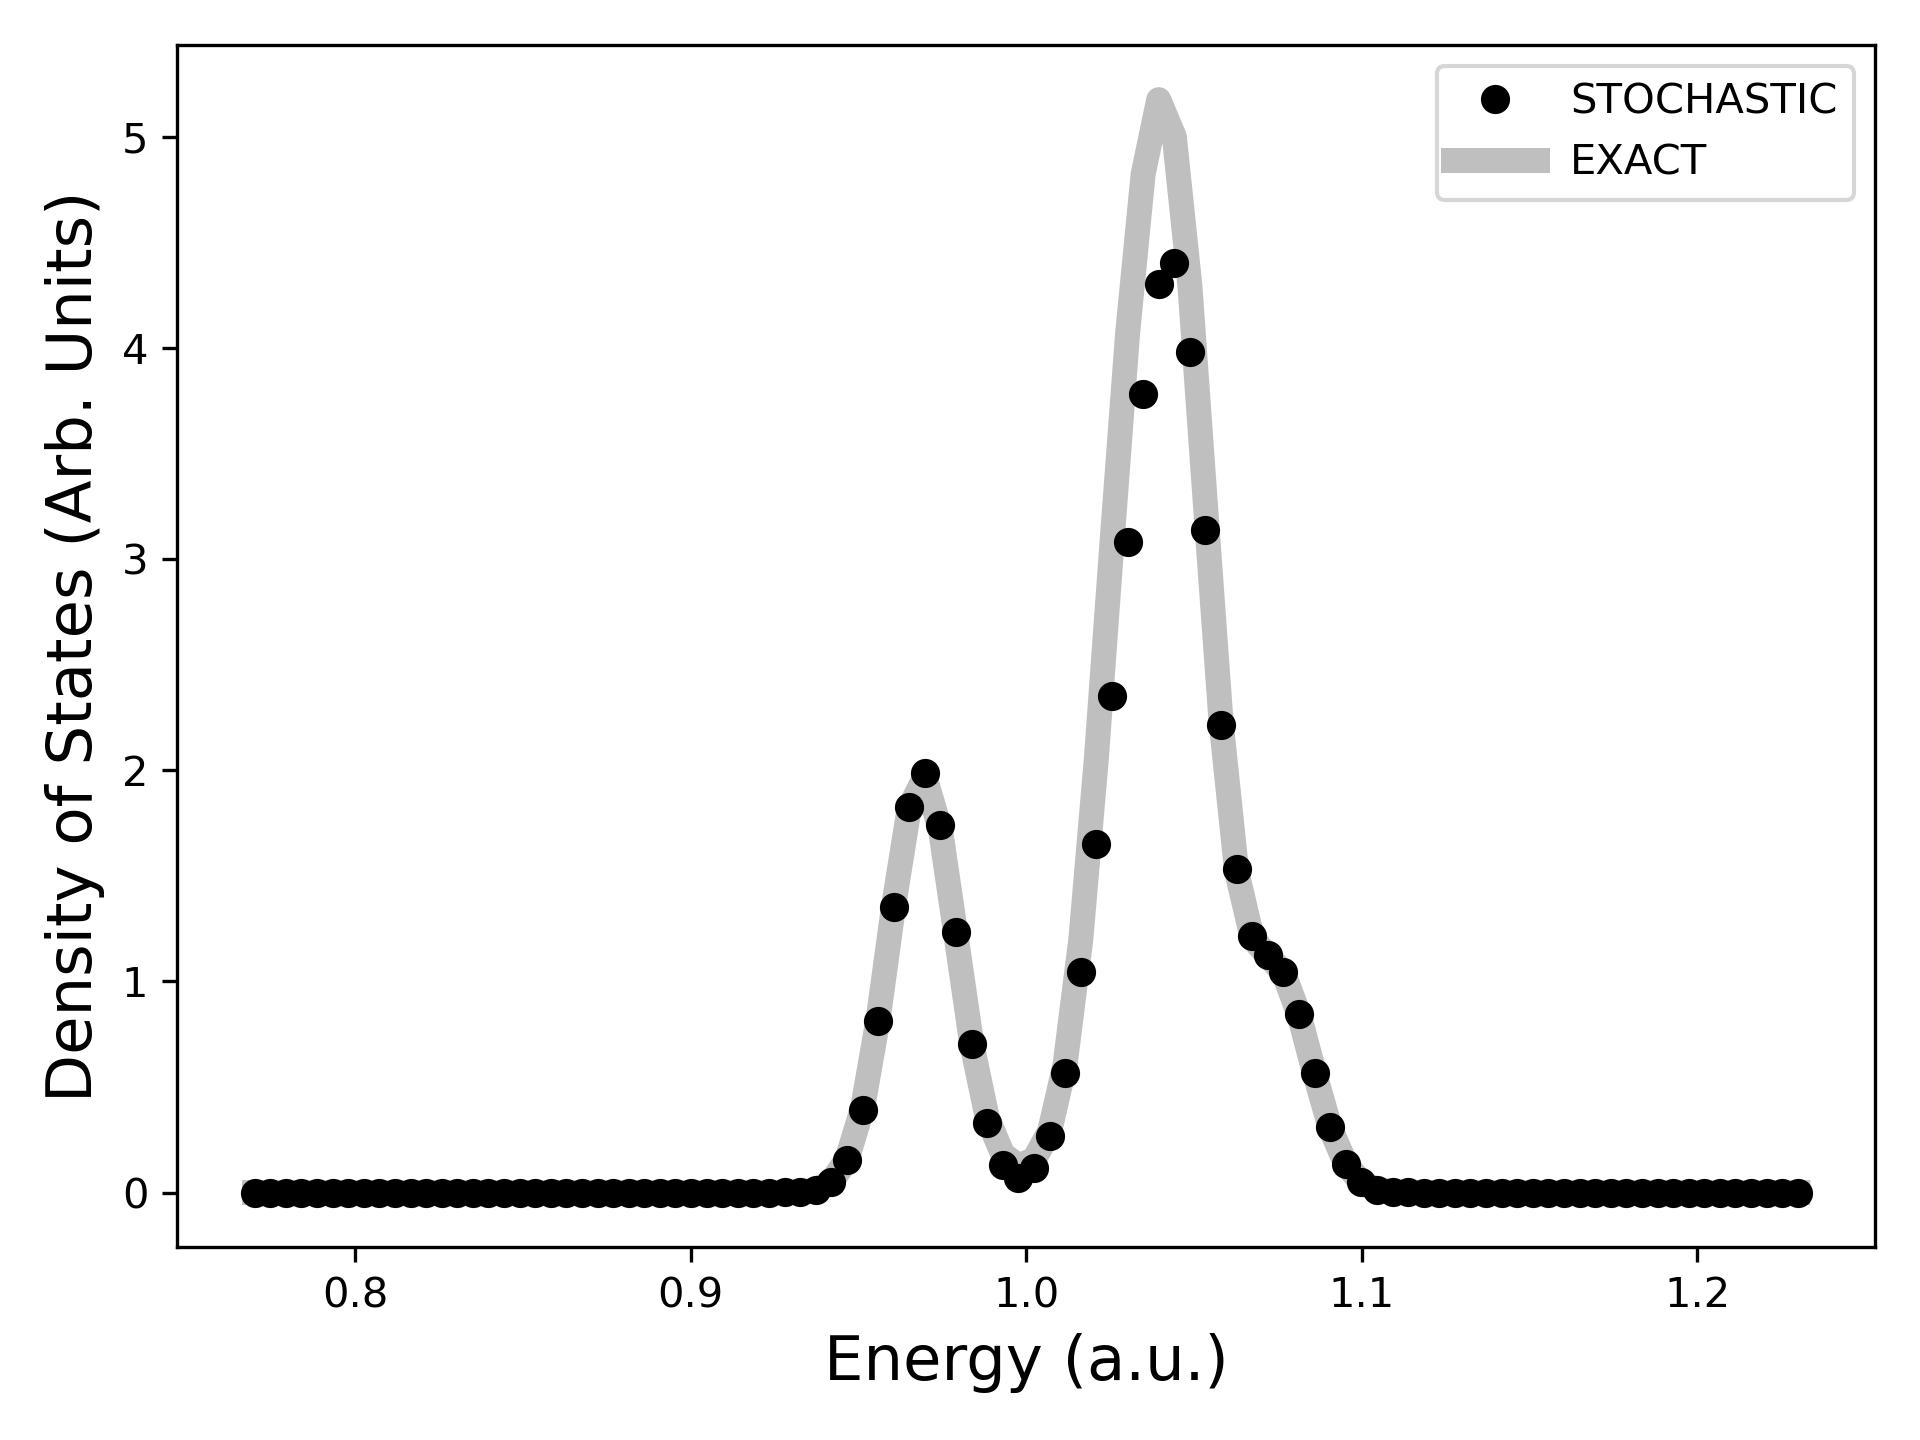 STOCHASTIC
EXACT
Density of States (Arb. Units)
5
4
3
2
1
0
0.8 0.9 1.0 1.1 1.2
Energy (a.u.)